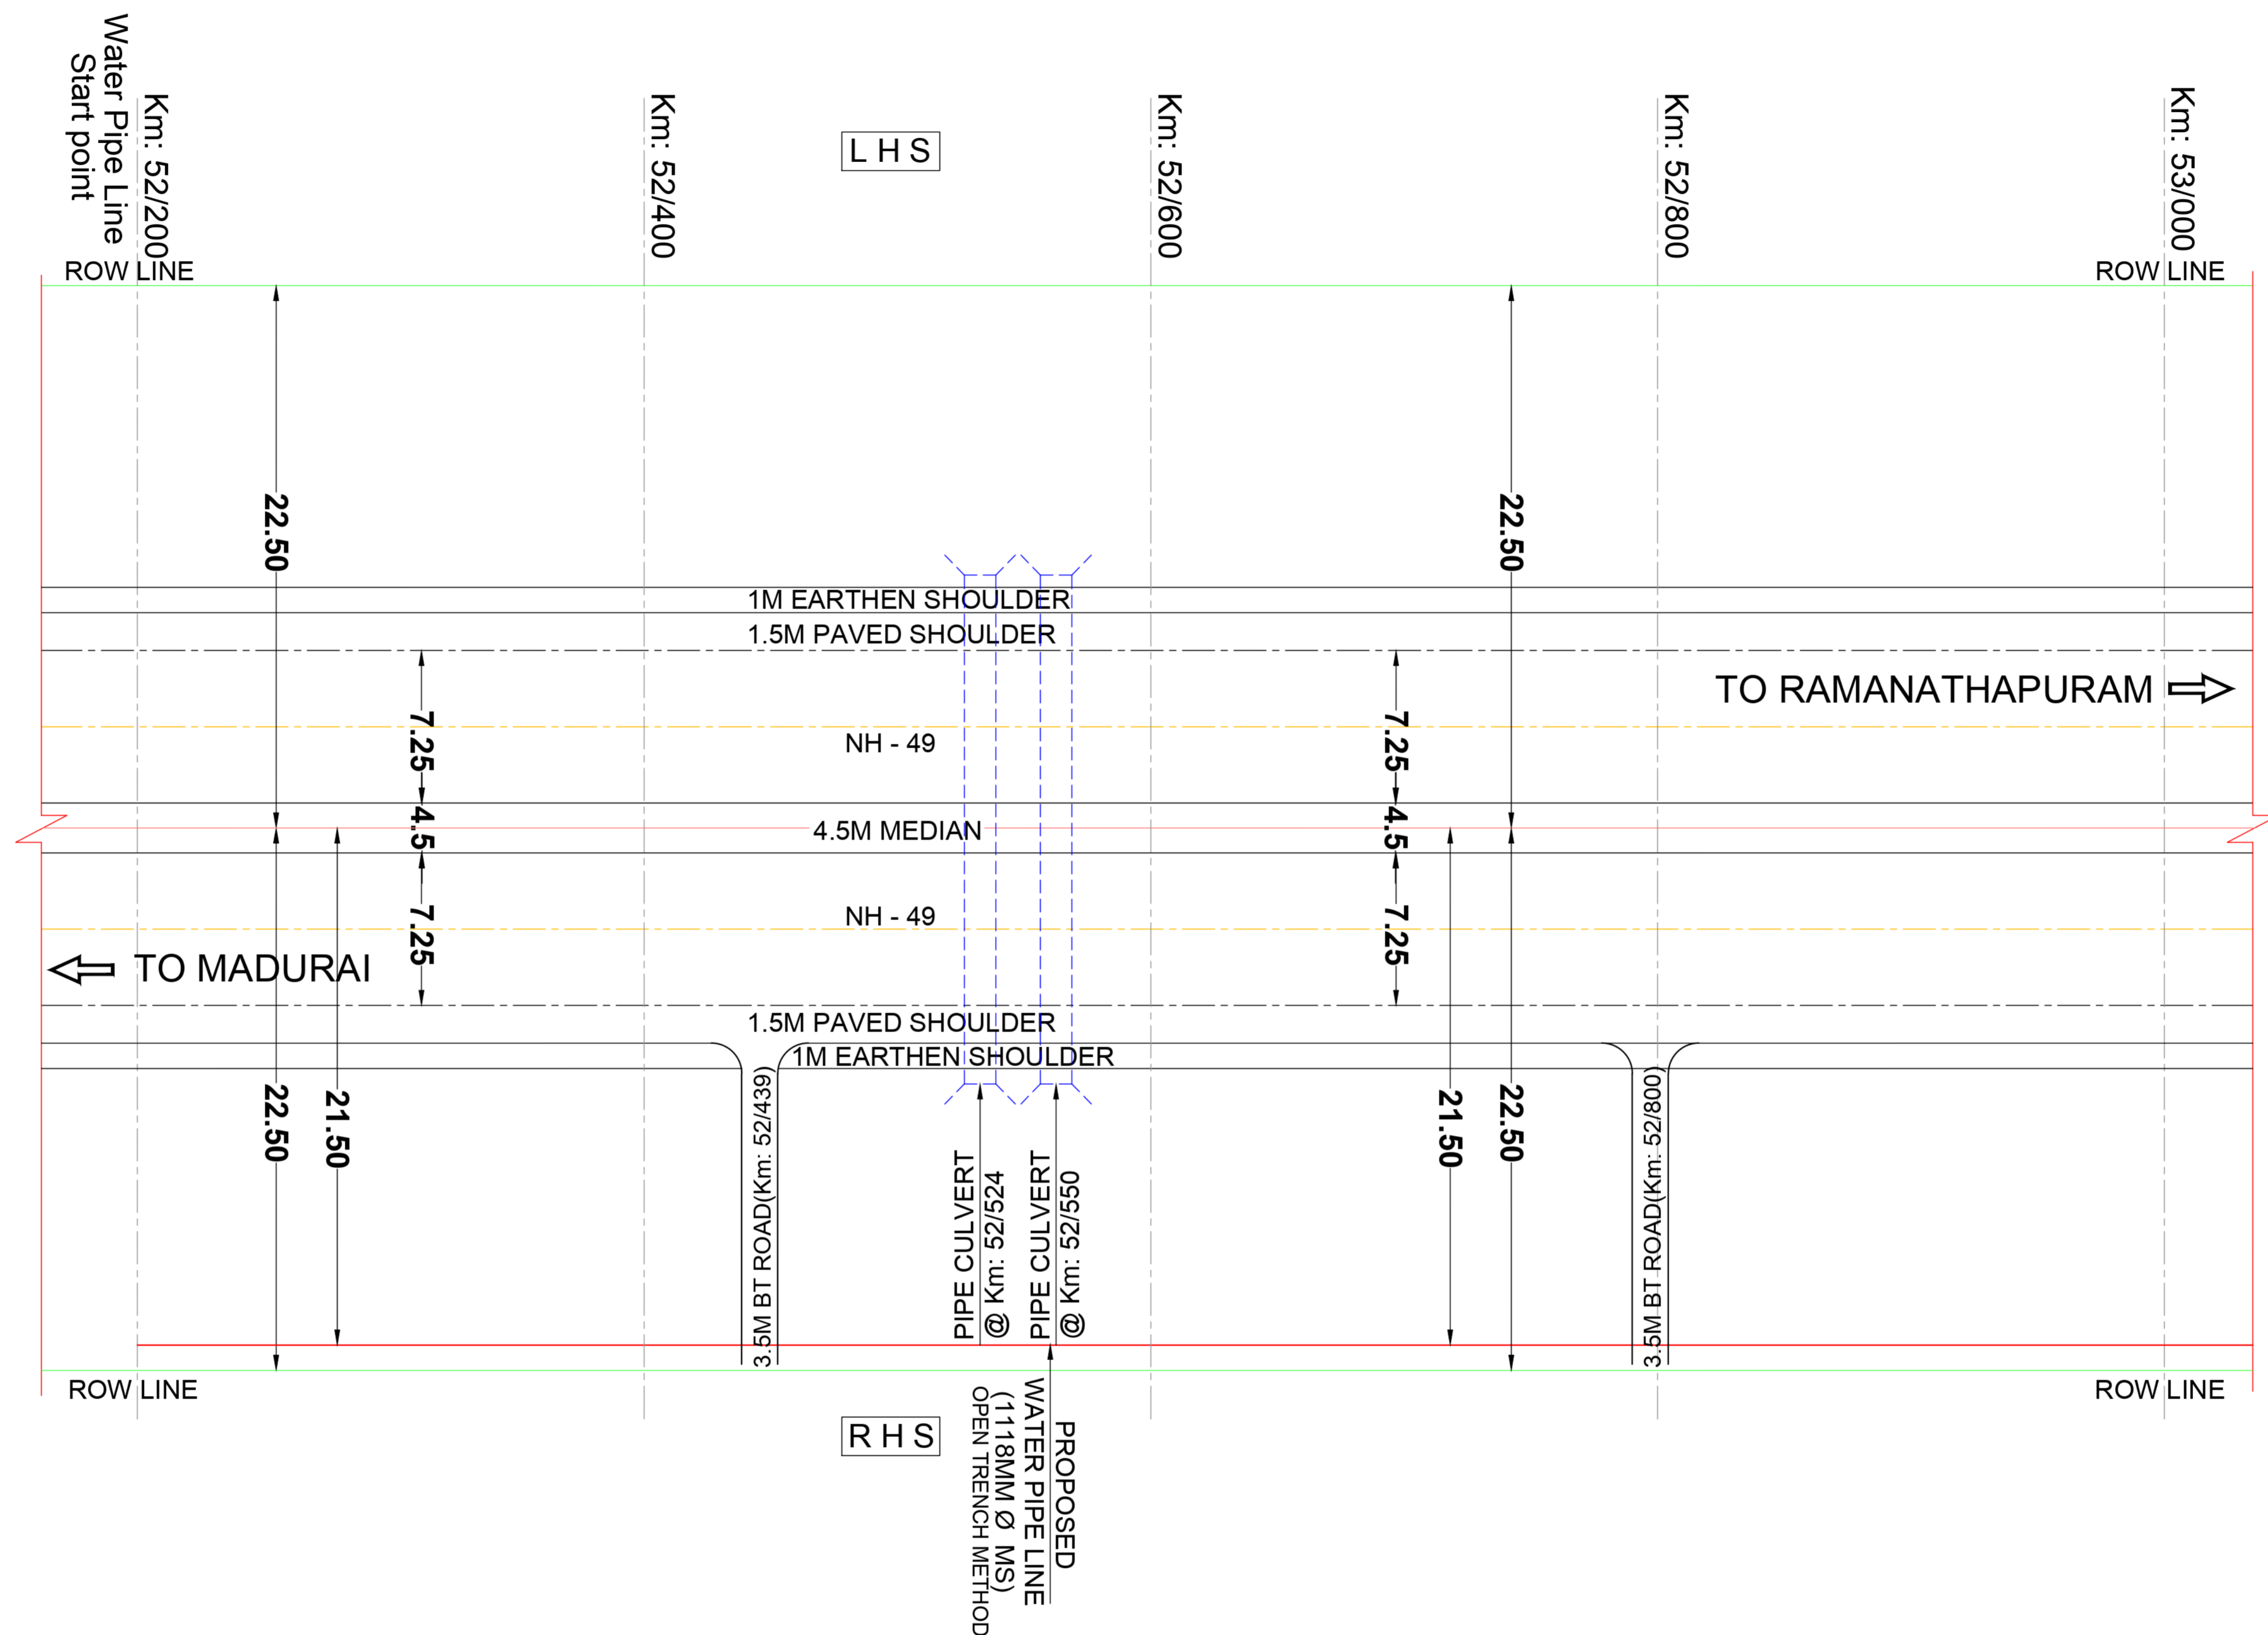 Water Pipe Line
Start point
Km: 52/200
Km: 52/400
L H S
Km: 52/600
Km: 52/800
Km: 53/000
ROW LINE
ROW LINE
22.50
22.50
1M EARTHEN SHOULDER
1.5M PAVED SHOULDER
TO RAMANATHAPURAM
7.25
NH - 49
7.25
4.5
4.5M MEDIAN
4.5
7.25
NH - 49
7.25
TO MADURAI
1.5M PAVED SHOULDER
1M EARTHEN SHOULDER
22.50
21.50
3.5M BT ROAD(Km: 52/439)
PIPE CULVERT
@ Km: 52/524
PIPE CULVERT
@ Km: 52/550
21.50
22.50
3.5M BT ROAD(Km: 52/800)
ROW LINE
ROW LINE
R H S
PROPOSED
WATER PIPE LINE
(1118MM Ø MS)
OPEN TRENCH METHOD